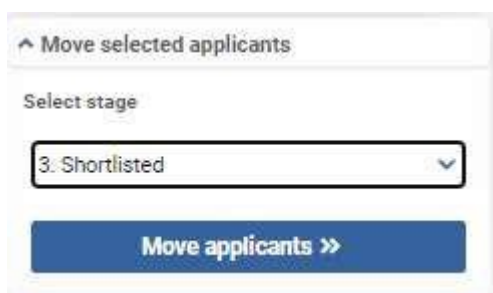 Move selected applicants
Select stage
3. Shortlisted
Move applicants »